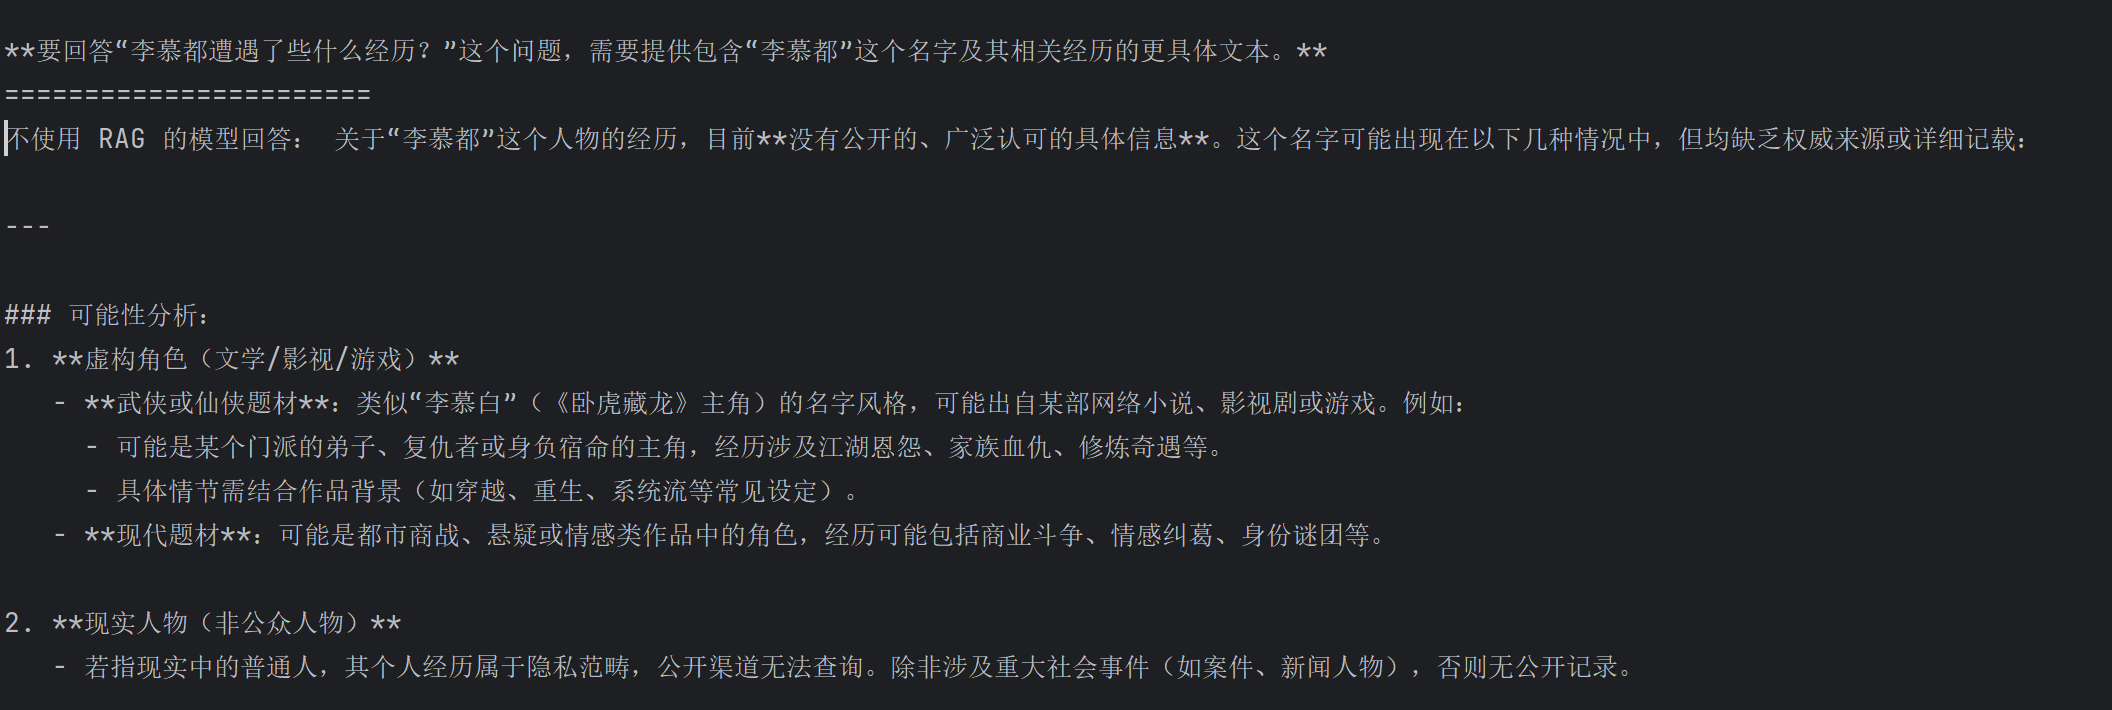 **要回答“李慕都遭遇了些什么经历？”这个问题，需要提供包含“李慕都”这个名字及其相关经历的更具体文本。**
=======================
不使用 RAG 的模型回答： 关于“李慕都”这个人物的经历，目前**没有公开的、广泛认可的具体信息**。这个名字可能出现在以下几种情况中，但均缺乏权威来源或详细记载：
---
### 可能性分析：
1. **虚构角色（文学/影视/游戏）**
- **武侠或仙侠题材**：类似“李慕白”（《卧虎藏龙》主角）的名字风格，可能出自某部网络小说、影视剧或游戏。例如：
- 可能是某个门派的弟子、复仇者或身负宿命的主角，经历涉及江湖恩怨、家族血仇、修炼奇遇等。
- 具体情节需结合作品背景（如穿越、重生、系统流等常见设定）。
- **现代题材**：可能是都市商战、悬疑或情感类作品中的角色，经历可能包括商业斗争、情感纠葛、身份谜团等。
2. **现实人物（非公众人物）**
- 若指现实中的普通人，其个人经历属于隐私范畴，公开渠道无法查询。除非涉及重大社会事件（如案件、新闻人物），否则无公开记录。